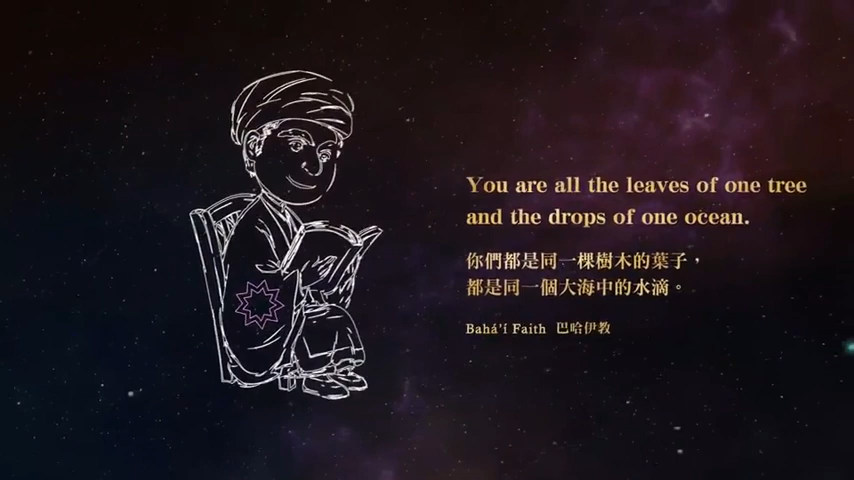 You are all the leaves of one tree
and the drops of one ocean.
你們都是同一棵樹木的葉子，
都是同一個大海中的水滴。
Bahá'í Faith 巴哈伊教